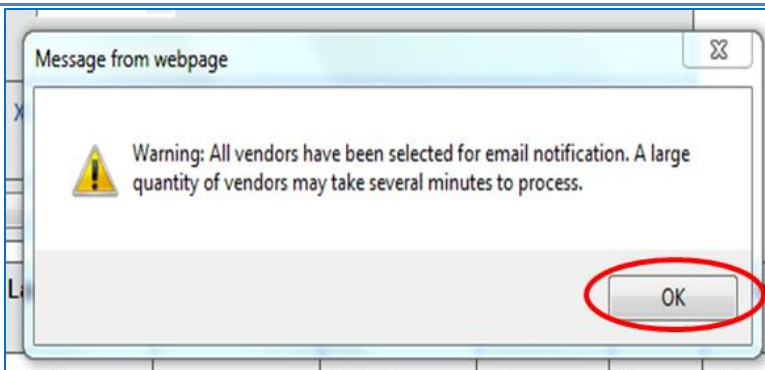 Message from webpage
Warning: All vendors have been selected for email notification. A large
quantity of vendors may take several minutes to process.
OK